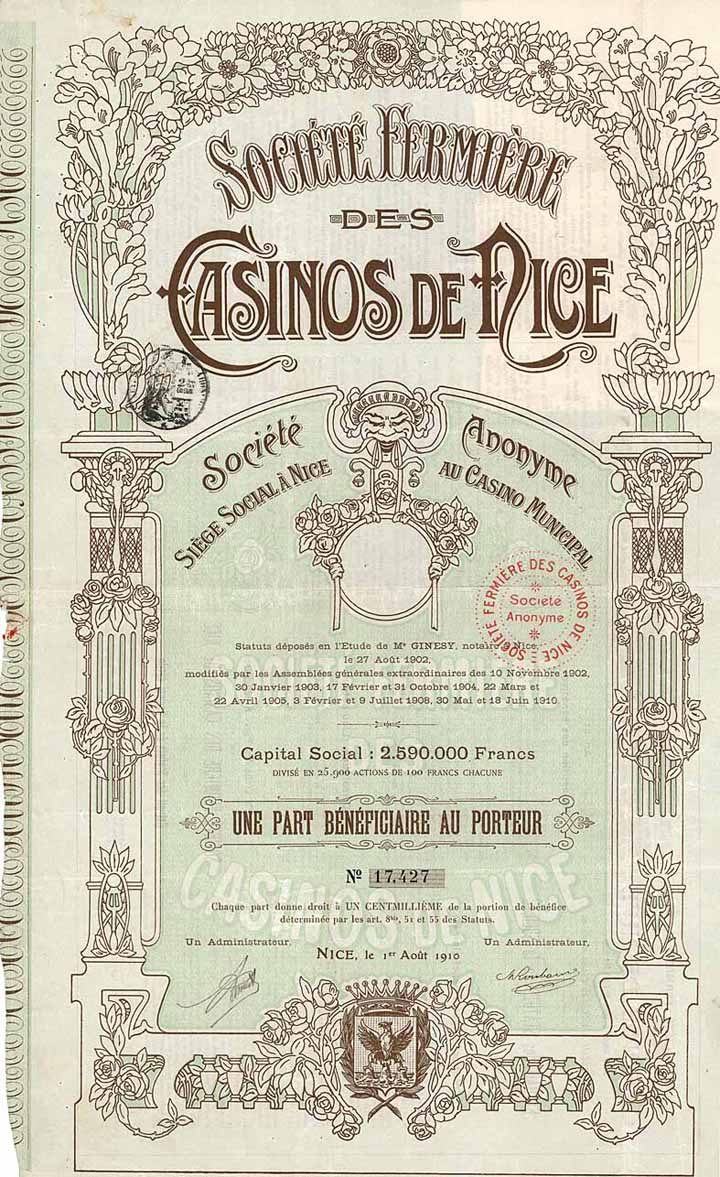 SOCIÉTÉ FERMIÈRE
DES
CASINOS DE NICE
Société Anonyme
SIÈGE SOCIAL À NICE AU CASINO MUNICIPAL
SOCIÉTÉ FERMIÈRE DES CASINOS DE NICE
Société
Anonyme
Statuts déposés en l'Etude de Me GINESY, notaire à Nice,
le 27 Août 1902,
modifiés par les Assemblées générales extraordinaires des 10 Novembre 1902,
30 Janvier 1903, 17 Février et 31 Octobre 1904, 22 Mars et
22 Avril 1905, 3 Février et 9 Juillet 1908, 30 Mai et 18 Juin 1910.
Capital Social : 2.590.000 Francs
DIVISÉ EN 25.900 ACTIONS DE 100 FRANCS CHACUNE
UNE PART BÉNÉFICIAIRE AU PORTEUR
No 17,427
Chaque part donne droit à UN CENTMILLIÈME de la portion de bénéfice
déterminée par les art. 8bis, 51 et 55 des Statuts.
Un Administrateur, Un Administrateur,
NICE, le 1er Août 1910
SOCIÉTÉ FERMIÈRE
DES
CASINOS DE NICE